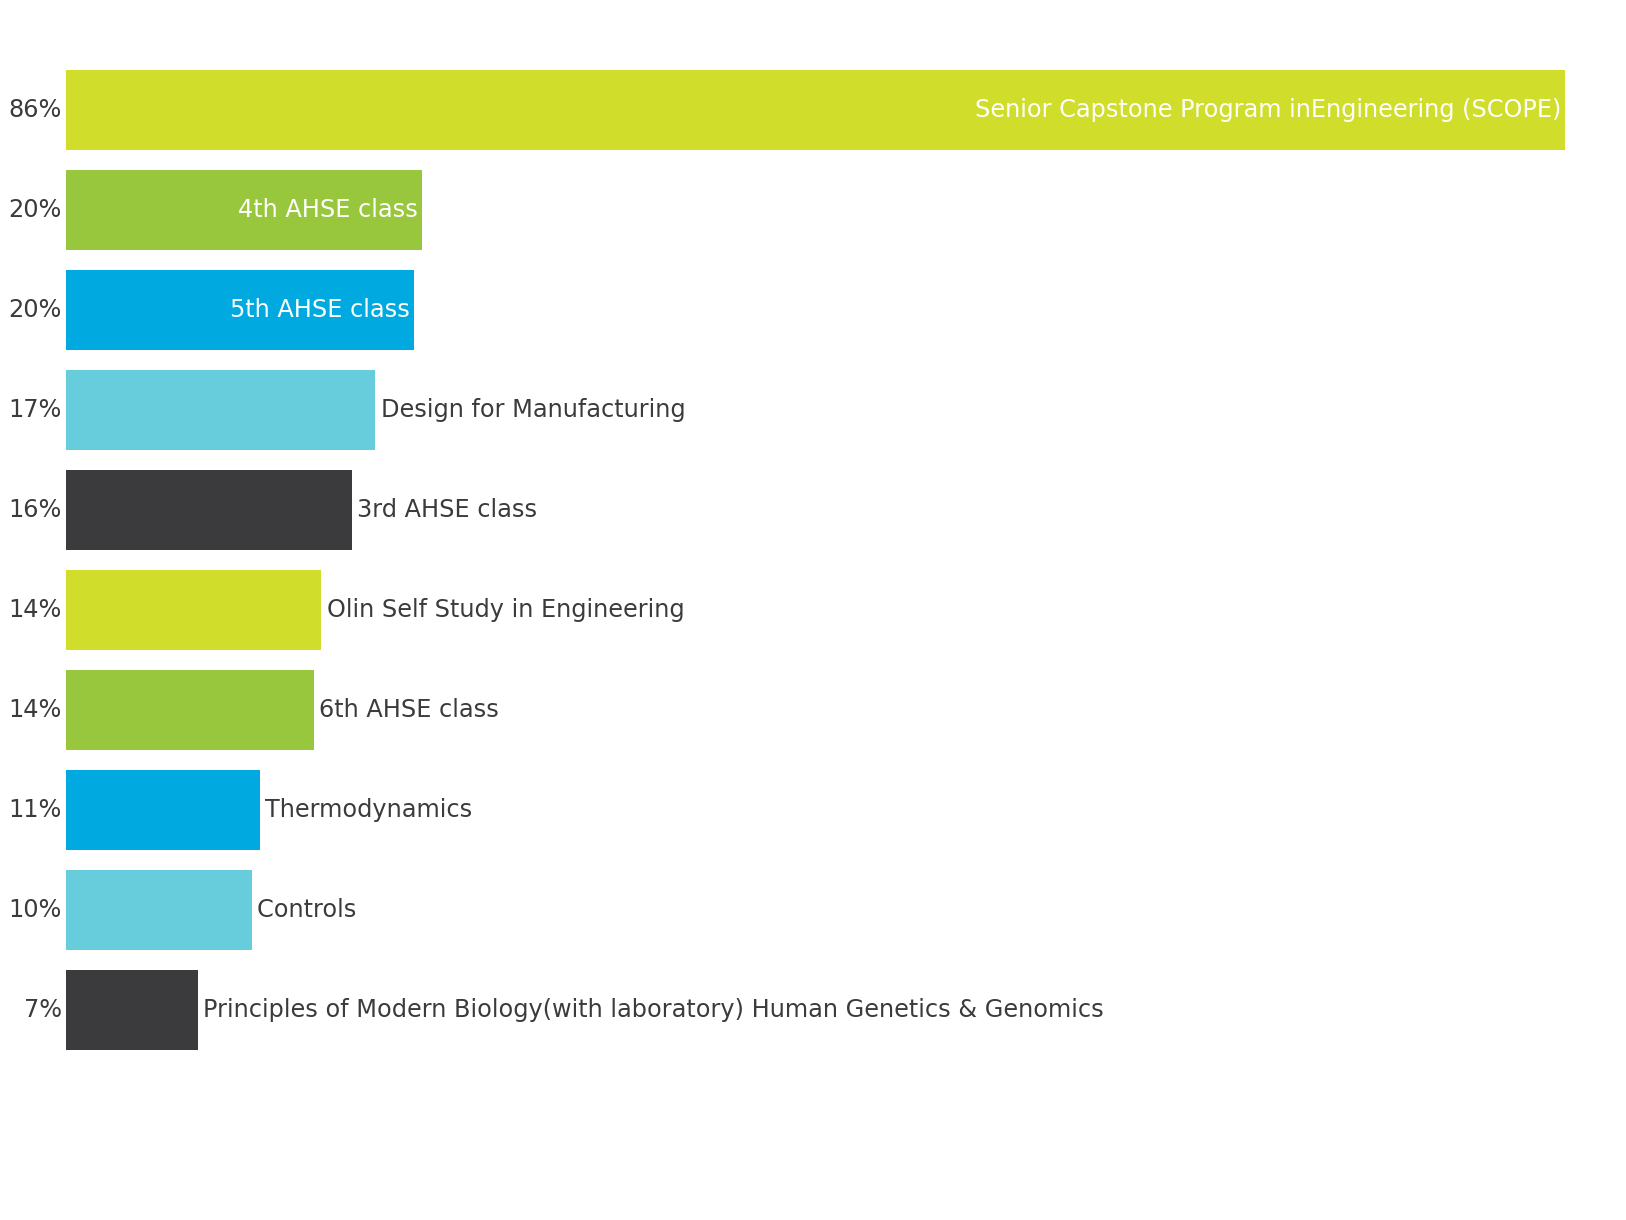 86% Senior Capstone Program inEngineering (SCOPE)
20% 4th AHSE class
20% 5th AHSE class
17% Design for Manufacturing
16% 3rd AHSE class
14% Olin Self Study in Engineering
14% 6th AHSE class
11% Thermodynamics
10% Controls
7% Principles of Modern Biology(with laboratory) Human Genetics & Genomics